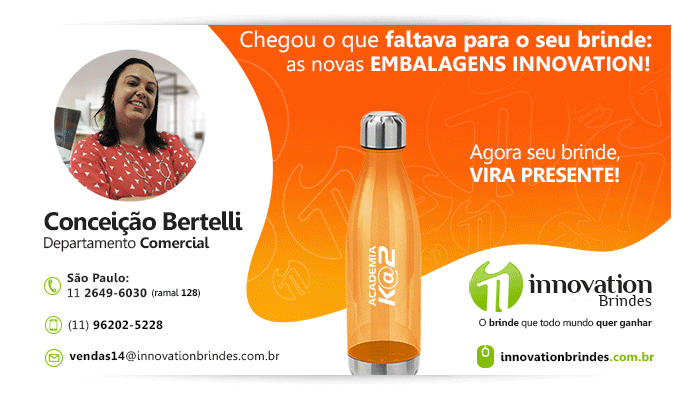 Chegou o que faltava para o seu brinde:
as novas EMBALAGENS INNOVATION!
Agora seu brinde,
VIRA PRESENTE!
Conceição Bertelli
Departamento Comercial
São Paulo:
11 2649-6030 (ramal 128)
(11) 96202-5228
vendas14@innovationbrindes.com.br
ACADEMIA
K@2
innovation
Brindes
O brinde que todo mundo quer ganhar
innovationbrindes.com.br